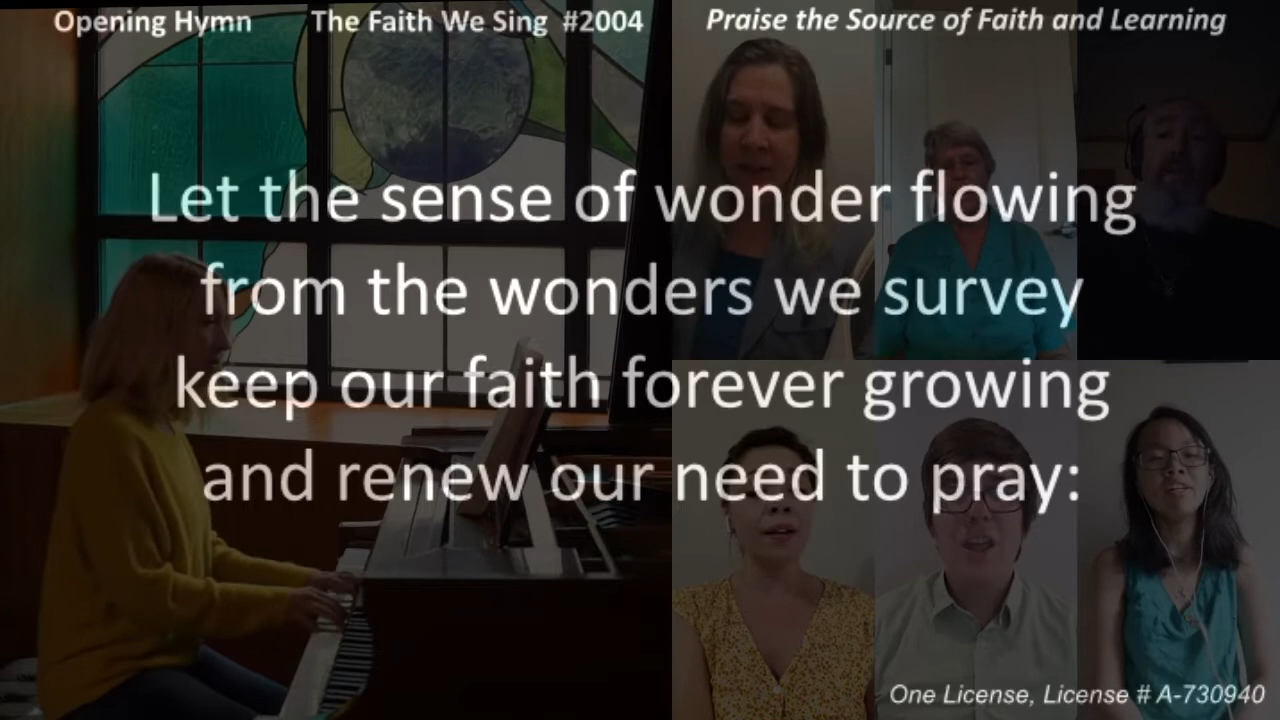 Opening Hymn The Faith We Sing #2004 Praise the Source of Faith and Learning
Let the sense of wonder flowing
from the wonders we survey
keep our faith forever growing
and renew our need to pray:
One License, License # A-730940